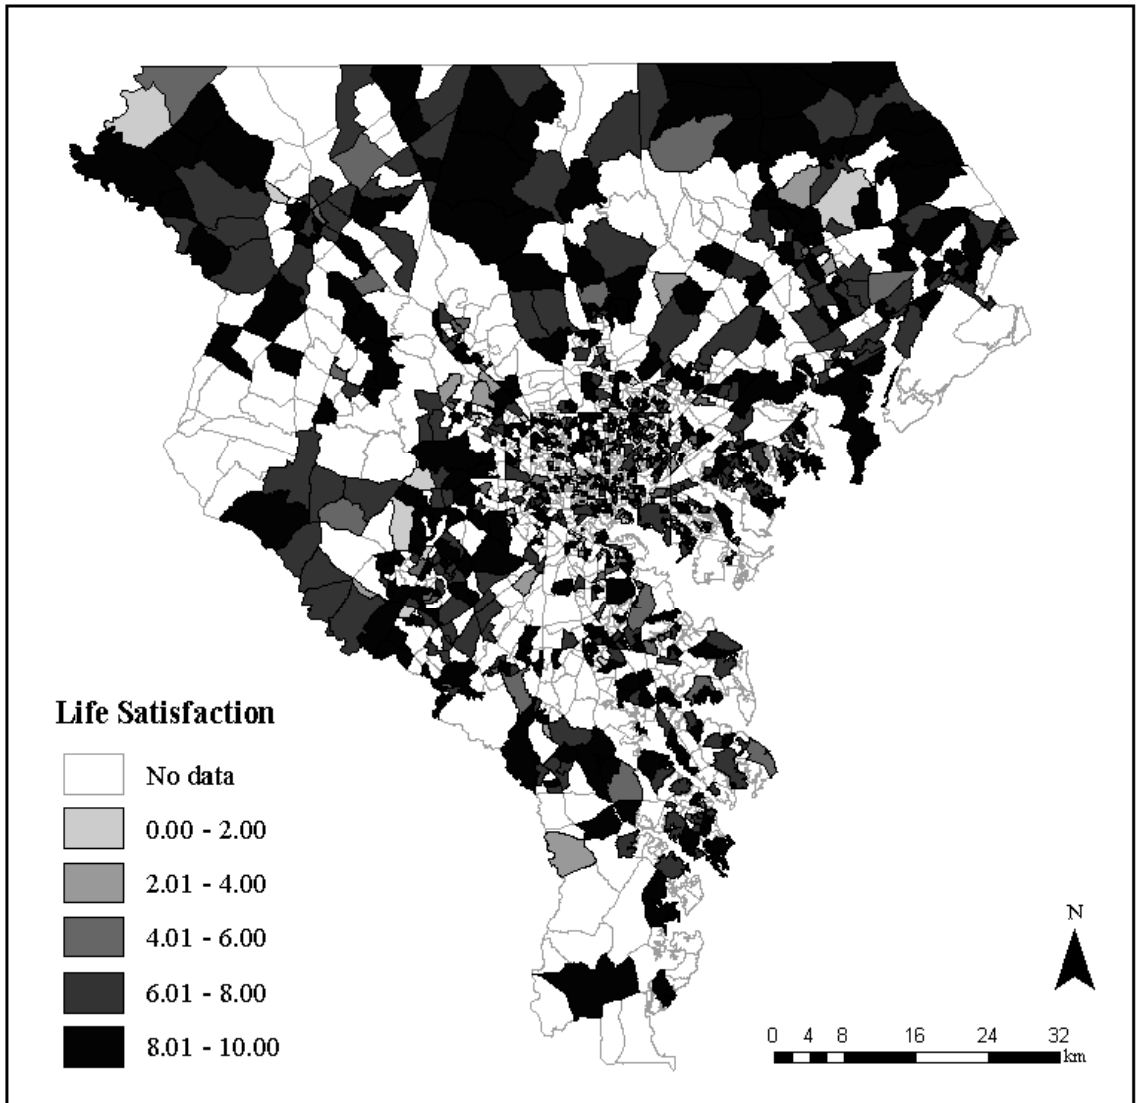 Life Satisfaction
No data
0.00 - 2.00
2.01 - 4.00
4.01 - 6.00
6.01 - 8.00
8.01 - 10.00
N
0 4 8 16 24 32
km